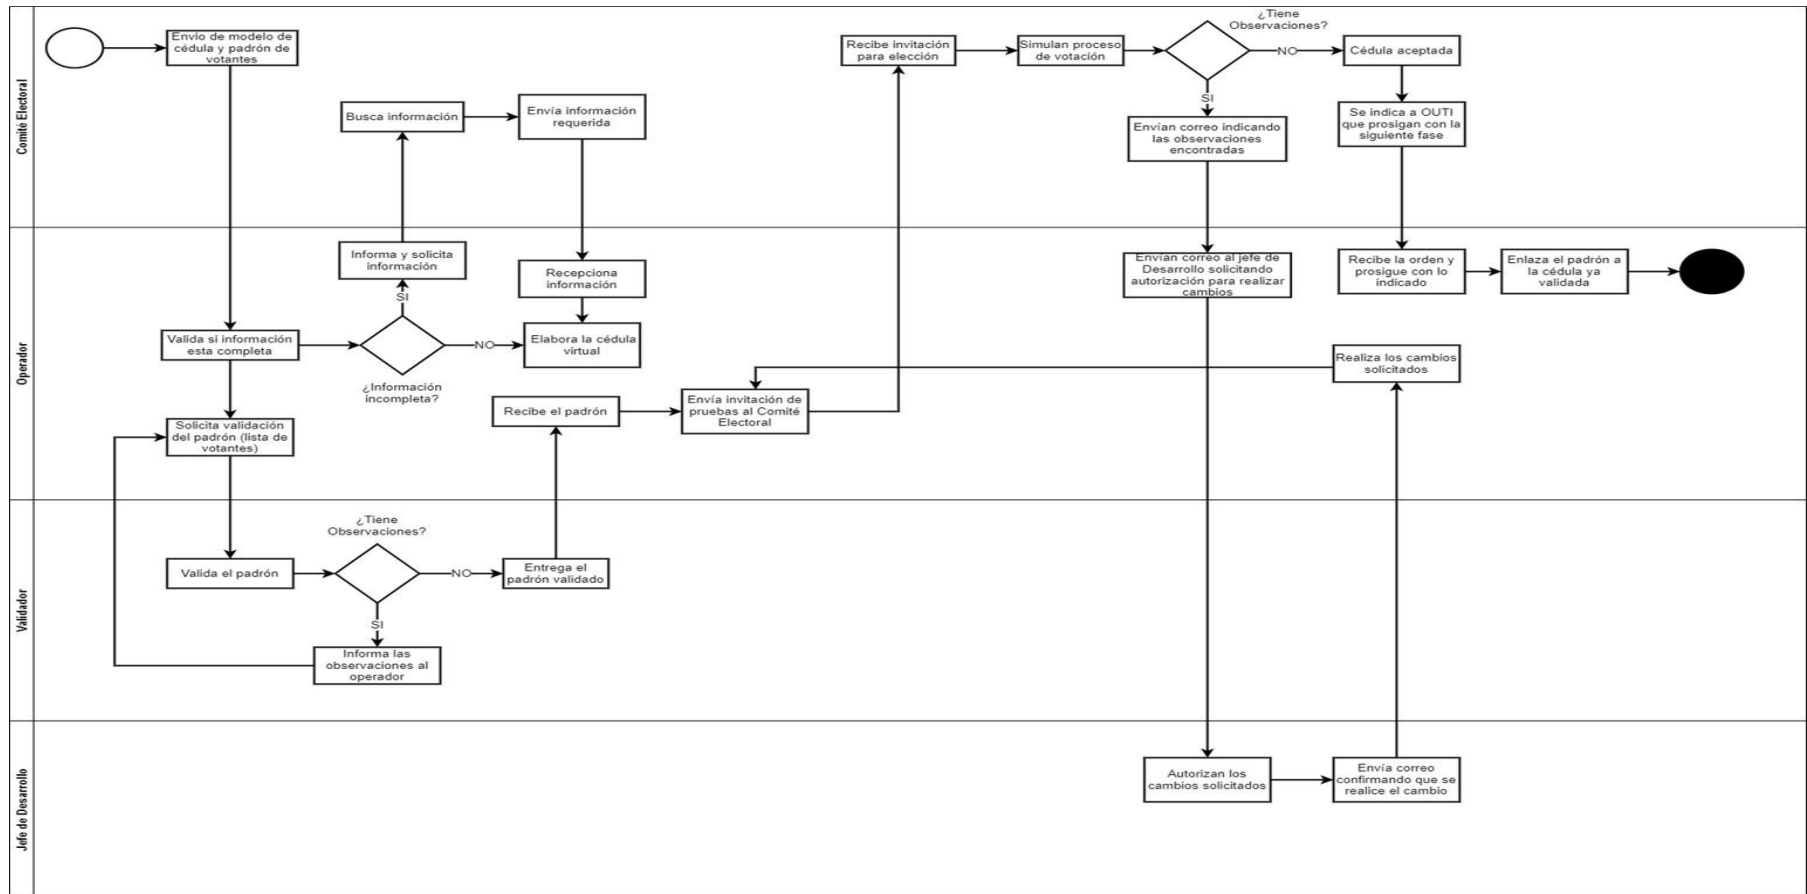 Comité Electoral
Envio de modelo de
cédula y padrón de
votantes
Busca información
Envía información
requerida
Recibe invitación
para elección
Simulan proceso
de votación
¿Tiene
Observaciones?
NO
Cédula aceptada
SI
Envían correo indicando
las observaciones
encontradas
Se indica a OUTI
que prosigan con la
siguiente fase
Operador
Informa y solicita
información
SI
Recepciona
información
Valida si información
esta completa
NO
Elabora la cédula
virtual
¿Información
incompleta?
Solicita validación
del padrón (lista de
votantes)
Recibe el padrón
Envía invitación de
pruebas al Comité
Electoral
Envían correo al jefe de
Desarrollo solicitando
autorización para realizar
cambios
Recibe la orden y
prosigue con lo
indicado
Enlaza el padrón a
la cédula ya
validada
Realiza los cambios
solicitados
Validador
¿Tiene
Observaciones?
Valida el padrón
NO
Entrega el
padrón validado
SI
Informa las
observaciones al
operador
Jefe de Desarrollo
Autorizan los
cambios solicitados
Envía correo
confirmando que se
realice el cambio